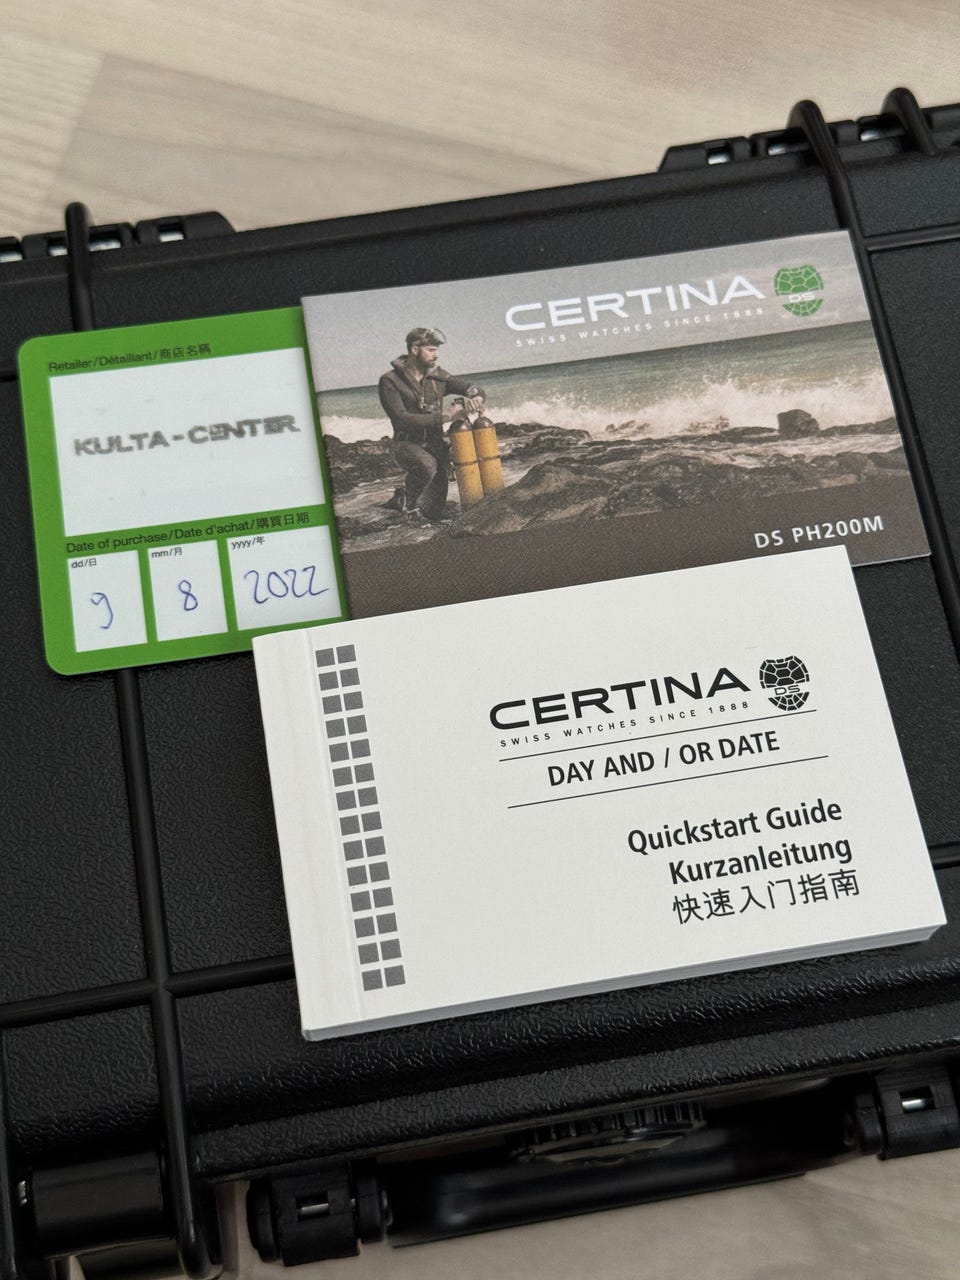 Retailer/Détaillant/商店名稱
KULTA-CENTER
Date of purchase/Date d'achat/購買日期
dd/日
mm/月
yyyy/年
9
8
2022
CERTINA
DS
SWISS WATCHES SINCE 1888
DS PH200M
CERTINA
DS
SWISS WATCHES SINCE 1888
DAY AND / OR DATE
Quickstart Guide
Kurzanleitung
快速入门指南